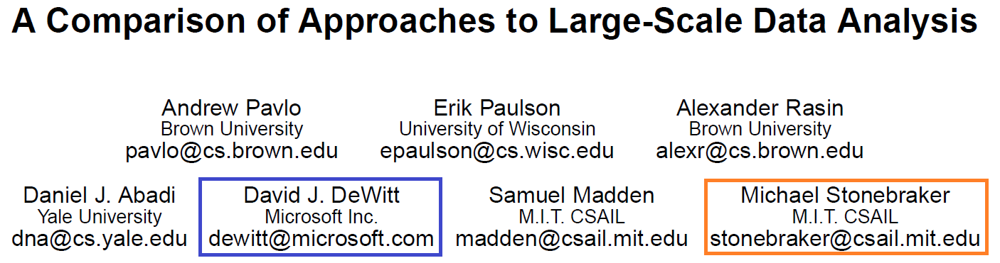 A Comparison of Approaches to Large-Scale Data Analysis
Andrew Pavlo
Brown University
pavlo@cs.brown.edu
Erik Paulson
University of Wisconsin
epaulson@cs.wisc.edu
Alexander Rasin
Brown University
alexr@cs.brown.edu
Daniel J. Abadi
Yale University
dna@cs.yale.edu
David J. DeWitt
Microsoft Inc.
dewitt@microsoft.com
Samuel Madden
M.I.T. CSAIL
madden@csail.mit.edu
Michael Stonebraker
M.I.T. CSAIL
stonebraker@csail.mit.edu